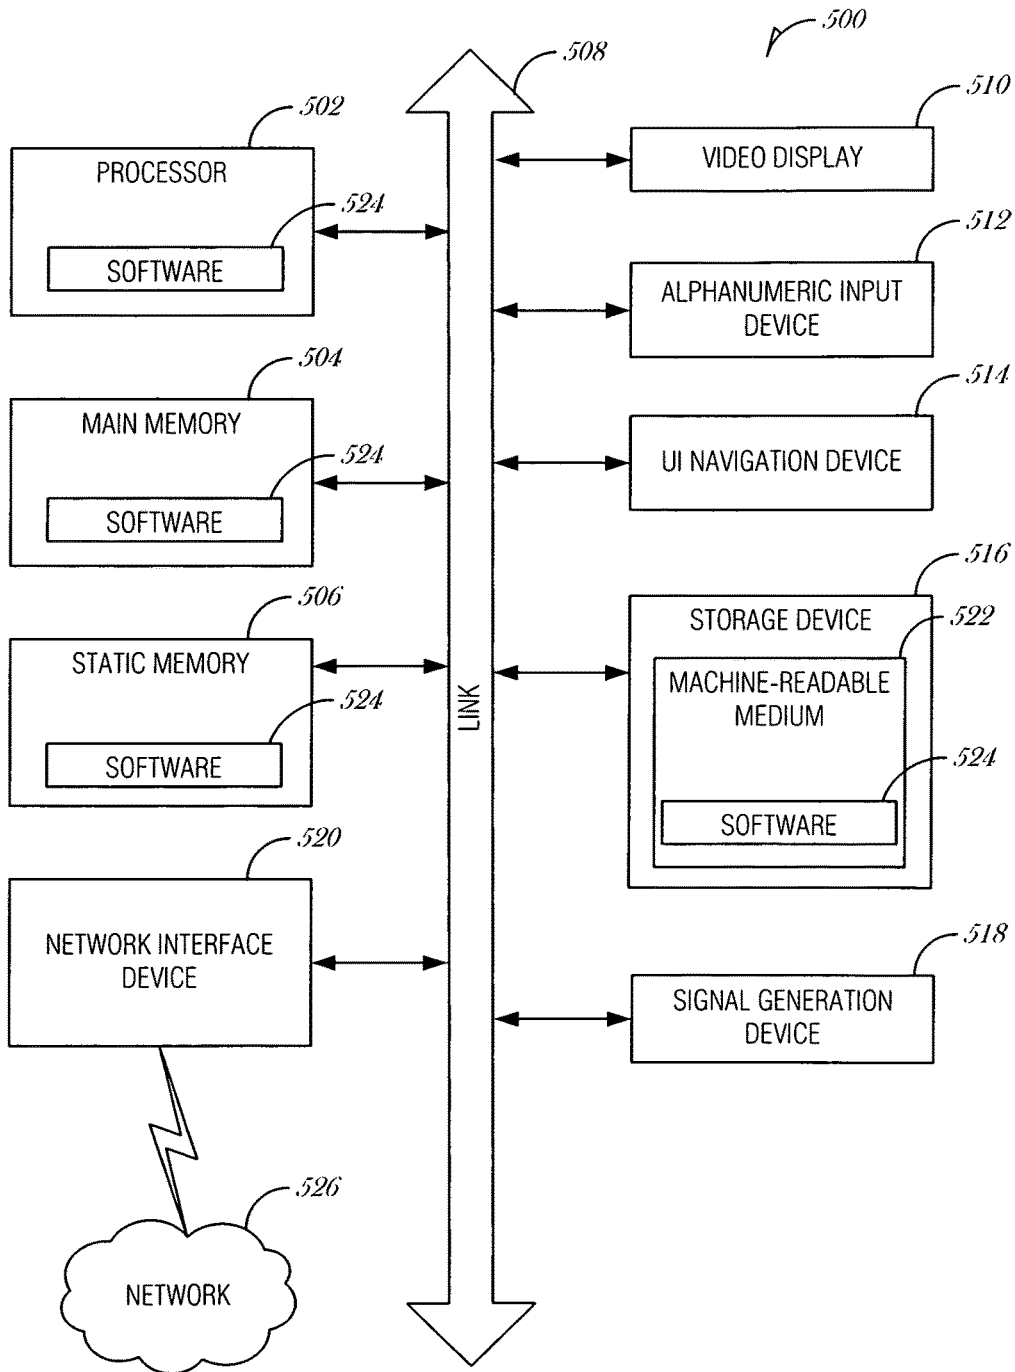 500
508
502
PROCESSOR
524
SOFTWARE
504
MAIN MEMORY
524
SOFTWARE
506
STATIC MEMORY
524
SOFTWARE
520
NETWORK INTERFACE
DEVICE
526
NETWORK
LINK
510
VIDEO DISPLAY
512
ALPHANUMERIC INPUT
DEVICE
514
UI NAVIGATION DEVICE
516
STORAGE DEVICE
522
MACHINE-READABLE
MEDIUM
524
SOFTWARE
518
SIGNAL GENERATION
DEVICE